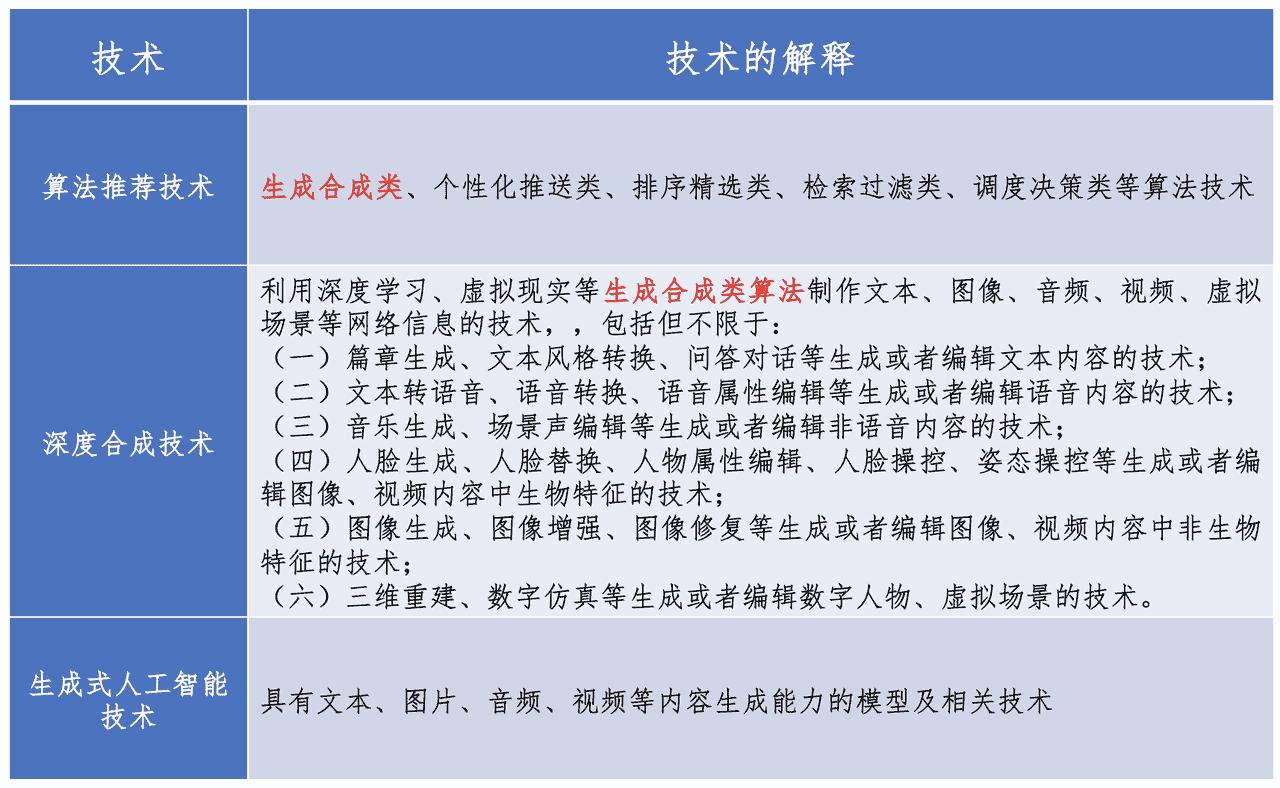 技术
技术的解释
算法推荐技术
生成合成类、个性化推送类、排序精选类、检索过滤类、调度决策类等算法技术
深度合成技术
利用深度学习、虚拟现实等生成合成类算法制作文本、图像、音频、视频、虚拟
场景等网络信息的技术，，包括但不限于：
（一）篇章生成、文本风格转换、问答对话等生成或者编辑文本内容的技术；
（二）文本转语音、语音转换、语音属性编辑等生成或者编辑语音内容的技术；
（三）音乐生成、场景声编辑等生成或者编辑非语音内容的技术；
（四）人脸生成、人脸替换、人物属性编辑、人脸操控、姿态操控等生成或者编
辑图像、视频内容中生物特征的技术；
（五）图像生成、图像增强、图像修复等生成或者编辑图像、视频内容中非生物
特征的技术；
（六）三维重建、数字仿真等生成或者编辑数字人物、虚拟场景的技术。
生成式人工智能
技术
具有文本、图片、音频、视频等内容生成能力的模型及相关技术